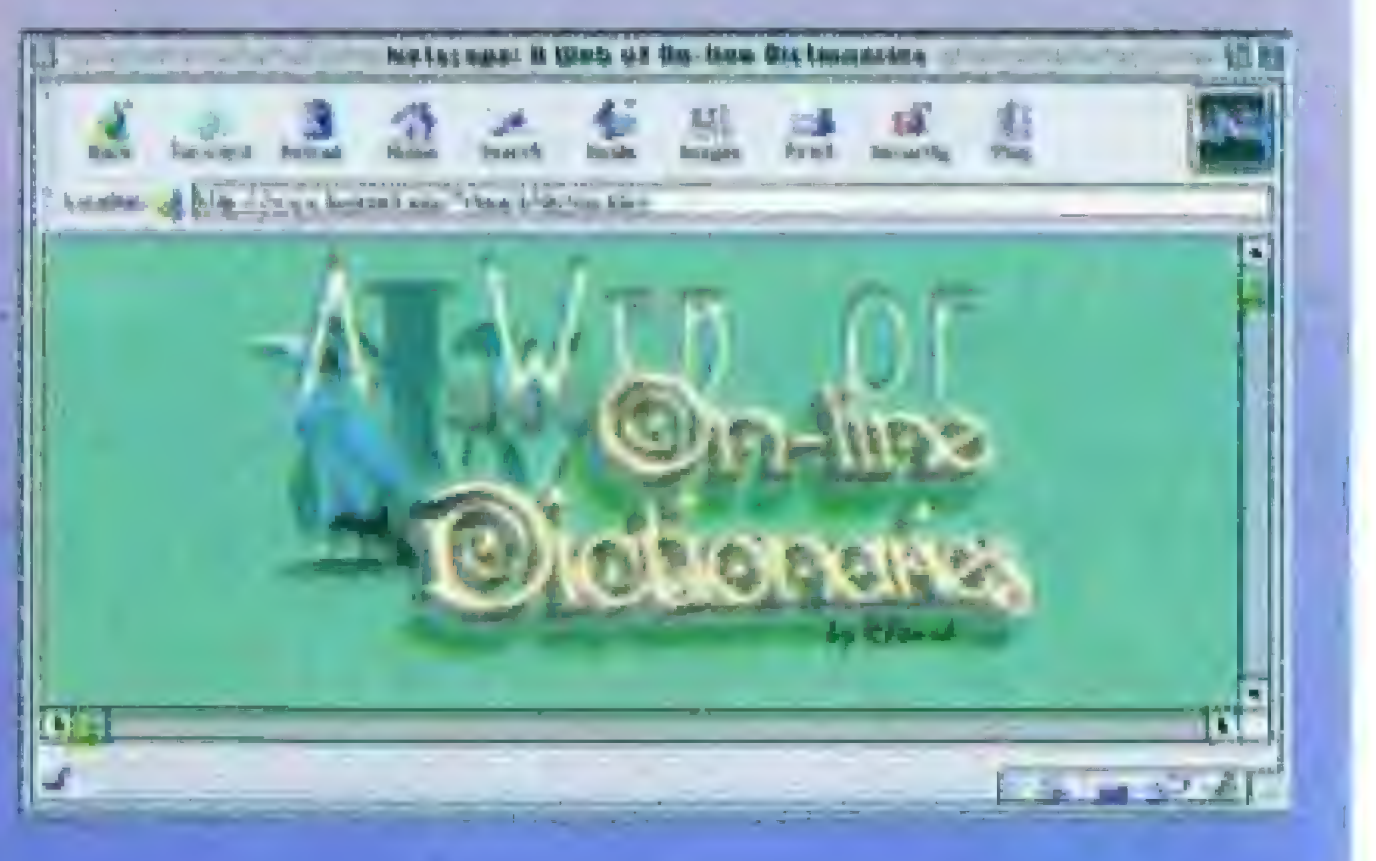 Netscape: A Web of On-line Dictionaries
Back Forward Reload Home Search Guide Images Print Security Stop
Location:
A WEB OF
On-line
Dictionaries
by